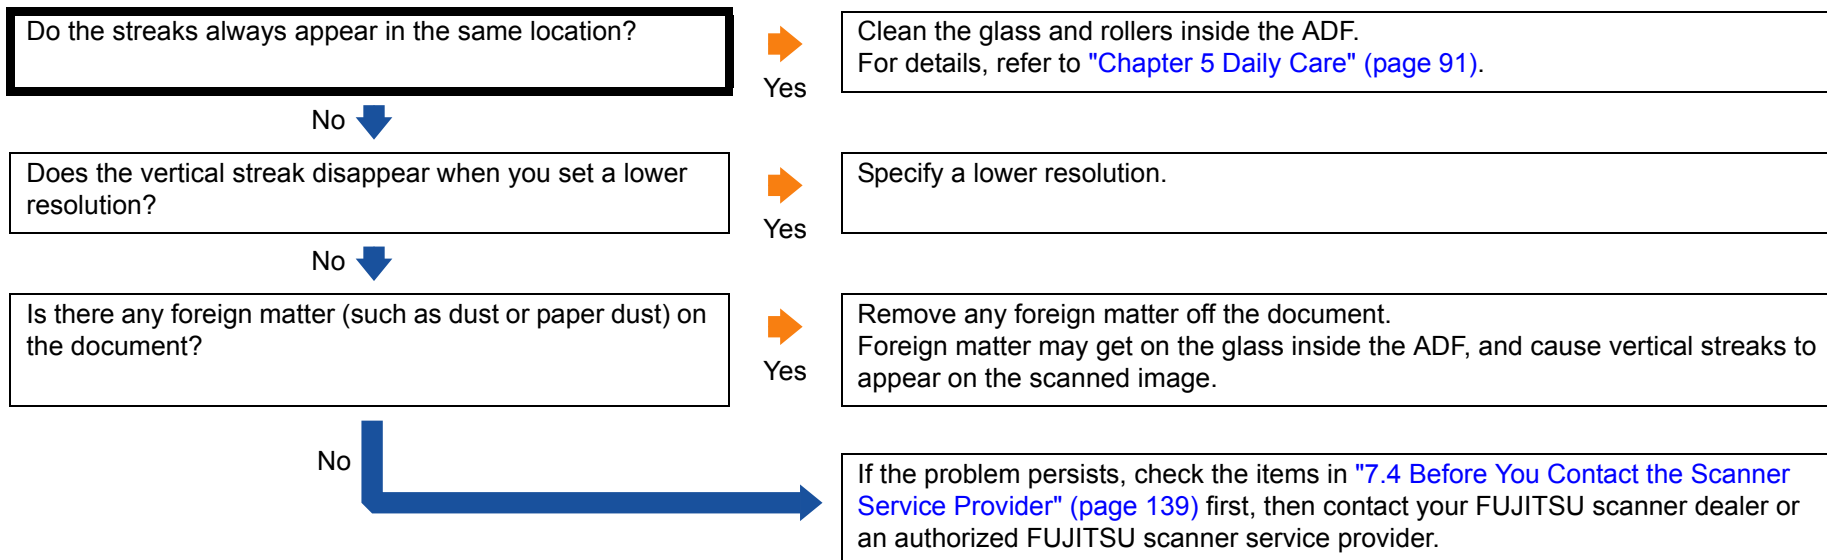 Do the streaks always appear in the same location?
Yes
Clean the glass and rollers inside the ADF.
For details, refer to "Chapter 5 Daily Care" (page 91).
No
Does the vertical streak disappear when you set a lower
resolution?
Yes
Specify a lower resolution.
No
Is there any foreign matter (such as dust or paper dust) on
the document?
Yes
Remove any foreign matter off the document.
Foreign matter may get on the glass inside the ADF, and cause vertical streaks to
appear on the scanned image.
No
If the problem persists, check the items in "7.4 Before You Contact the Scanner
Service Provider" (page 139) first, then contact your FUJITSU scanner dealer or
an authorized FUJITSU scanner service provider.